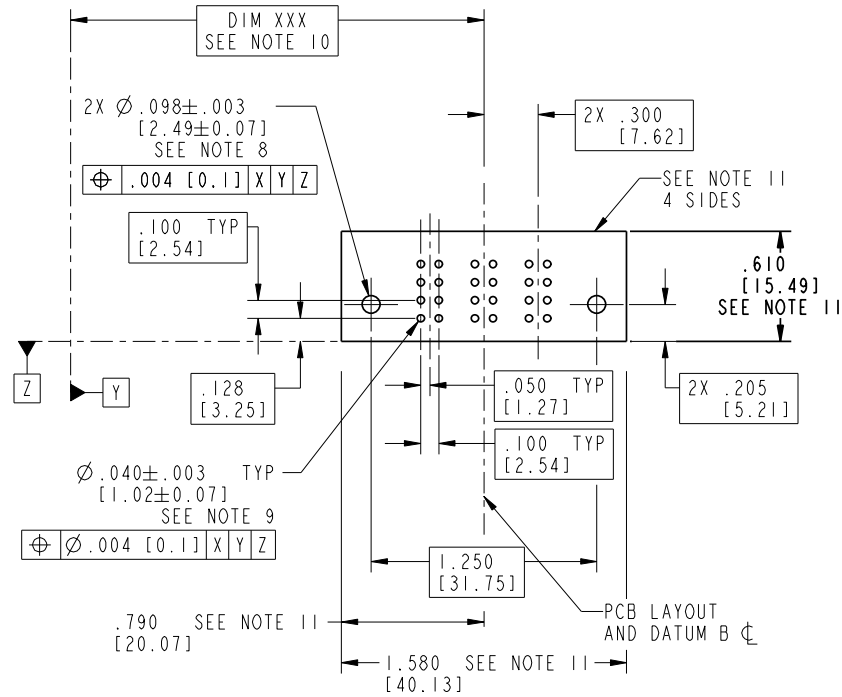 DIM XXX
SEE NOTE 10
2X Ø .098±.003
[2.49±0.07]
SEE NOTE 8
⌖ .004 [0.1] X Y Z
2X .300
[7.62]
SEE NOTE 11
4 SIDES
.100 TYP
[2.54]
.610
[15.49]
SEE NOTE 11
Z
Y
.128
[3.25]
.050 TYP
[1.27]
2X .205
[5.21]
.100 TYP
[2.54]
Ø.040±.003 TYP
[1.02±0.07]
SEE NOTE 9
⌖ Ø.004 [0.1] X Y Z
1.250
[31.75]
.790 SEE NOTE 11
[20.07]
PCB LAYOUT
AND DATUM B ℄
1.580 SEE NOTE 11
[40.13]